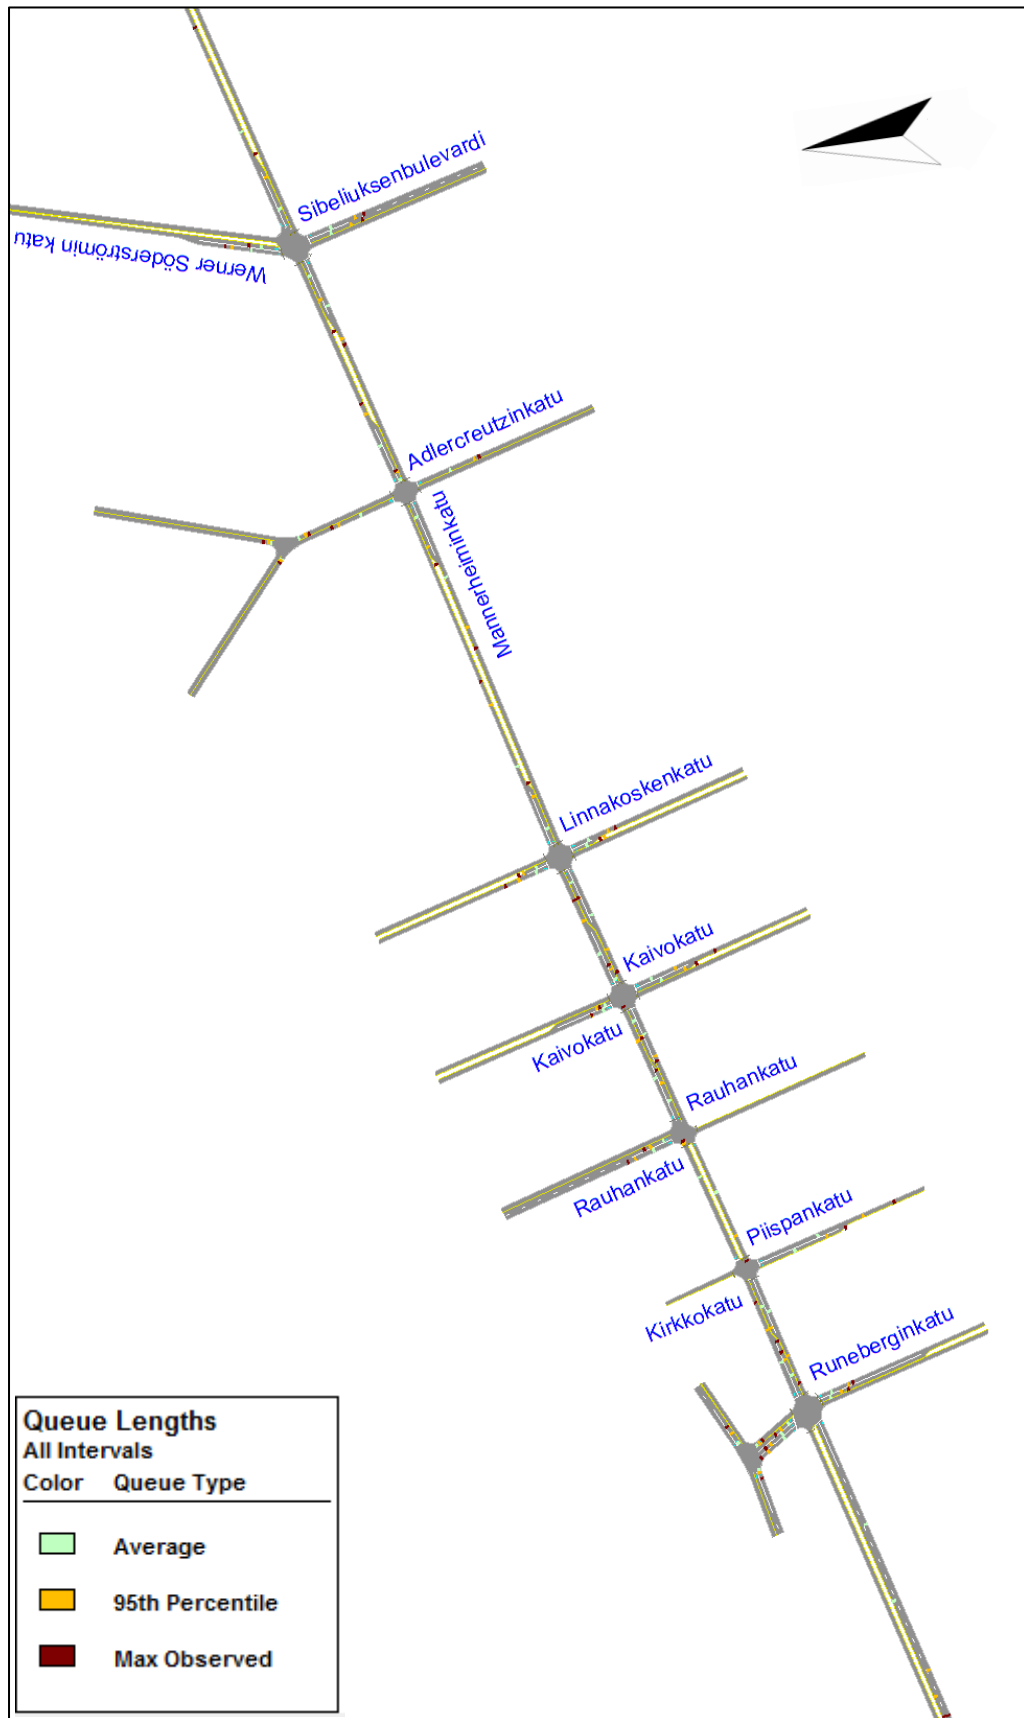 Sibeliuksenbulevardi
Werner Söderströmin katu
Adlercreutzinkatu
Mannerheiminkatu
Linnakoskenkatu
Kaivokatu
Kaivokatu
Rauhankatu
Rauhankatu
Piispankatu
Kirkkokatu
Runeberginkatu
Queue Lengths
All Intervals
Color Queue Type
Average
95th Percentile
Max Observed